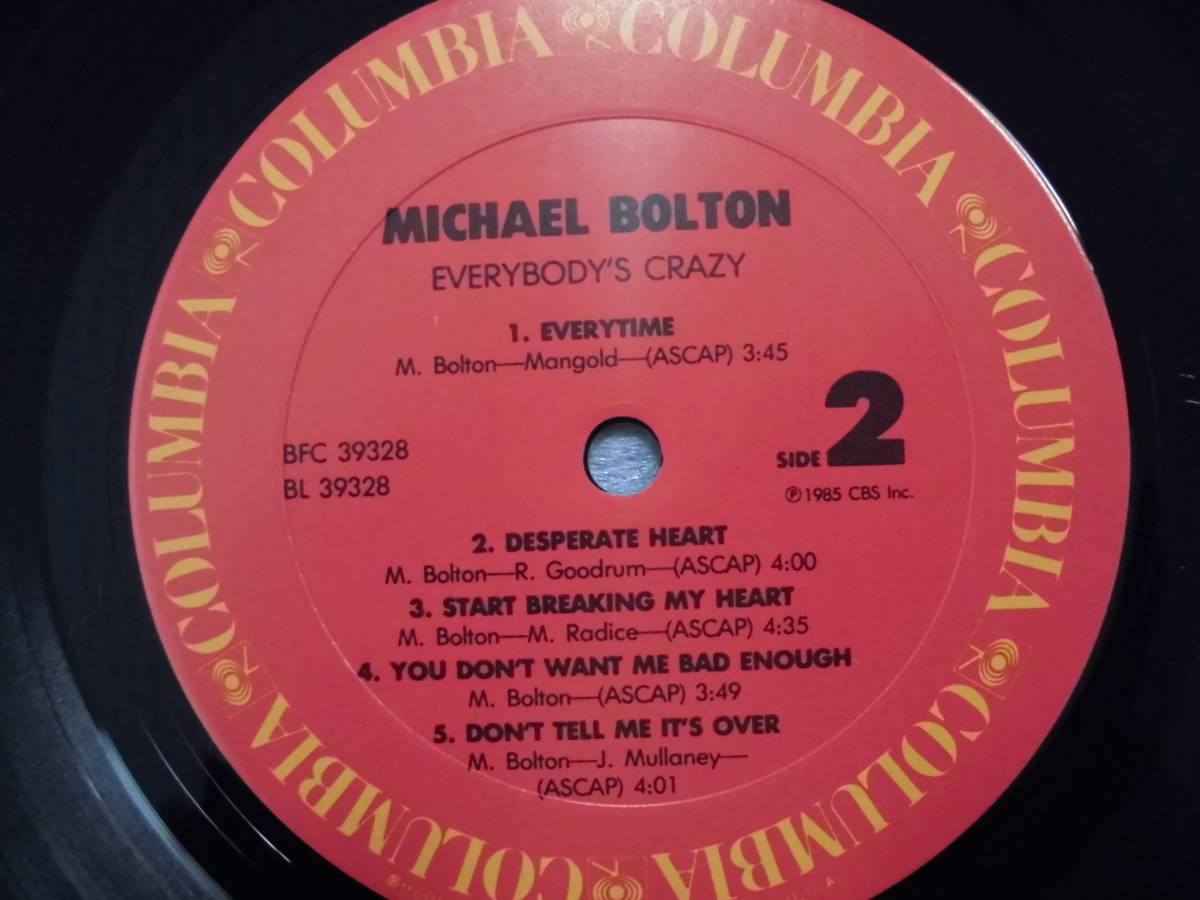 COLUMBIA COLUMBIA COLUMBIA COLUMBIA COLUMBIA COLUMBIA COLUMBIA COLUMBIA
MICHAEL BOLTON
EVERYBODY'S CRAZY
1. EVERYTIME
M. Bolton—Mangold—(ASCAP) 3:45
BFC 39328
BL 39328
SIDE 2
℗1985 CBS Inc.
2. DESPERATE HEART
M. Bolton—R. Goodrum—(ASCAP) 4:00
3. START BREAKING MY HEART
M. Bolton—M. Radice—(ASCAP) 4:35
4. YOU DON'T WANT ME BAD ENOUGH
M. Bolton—(ASCAP) 3:49
5. DON'T TELL ME IT'S OVER
M. Bolton—J. Mullaney—
(ASCAP) 4:01